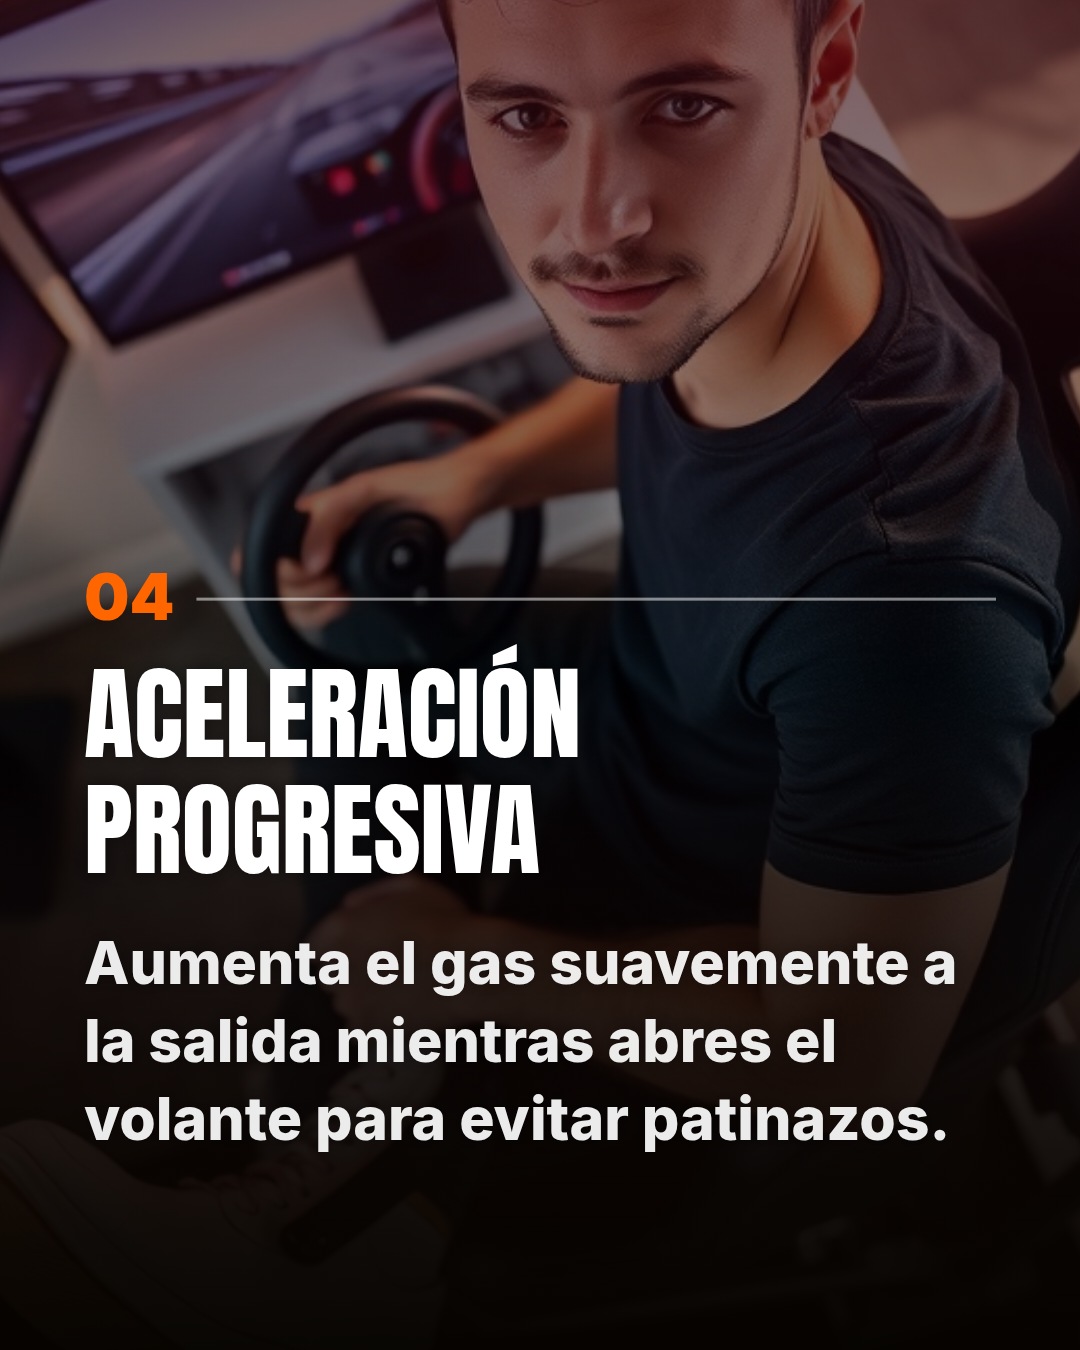 04
ACELERACIÓN
PROGRESIVA
Aumenta el gas suavemente a
la salida mientras abres el
volante para evitar patinazos.